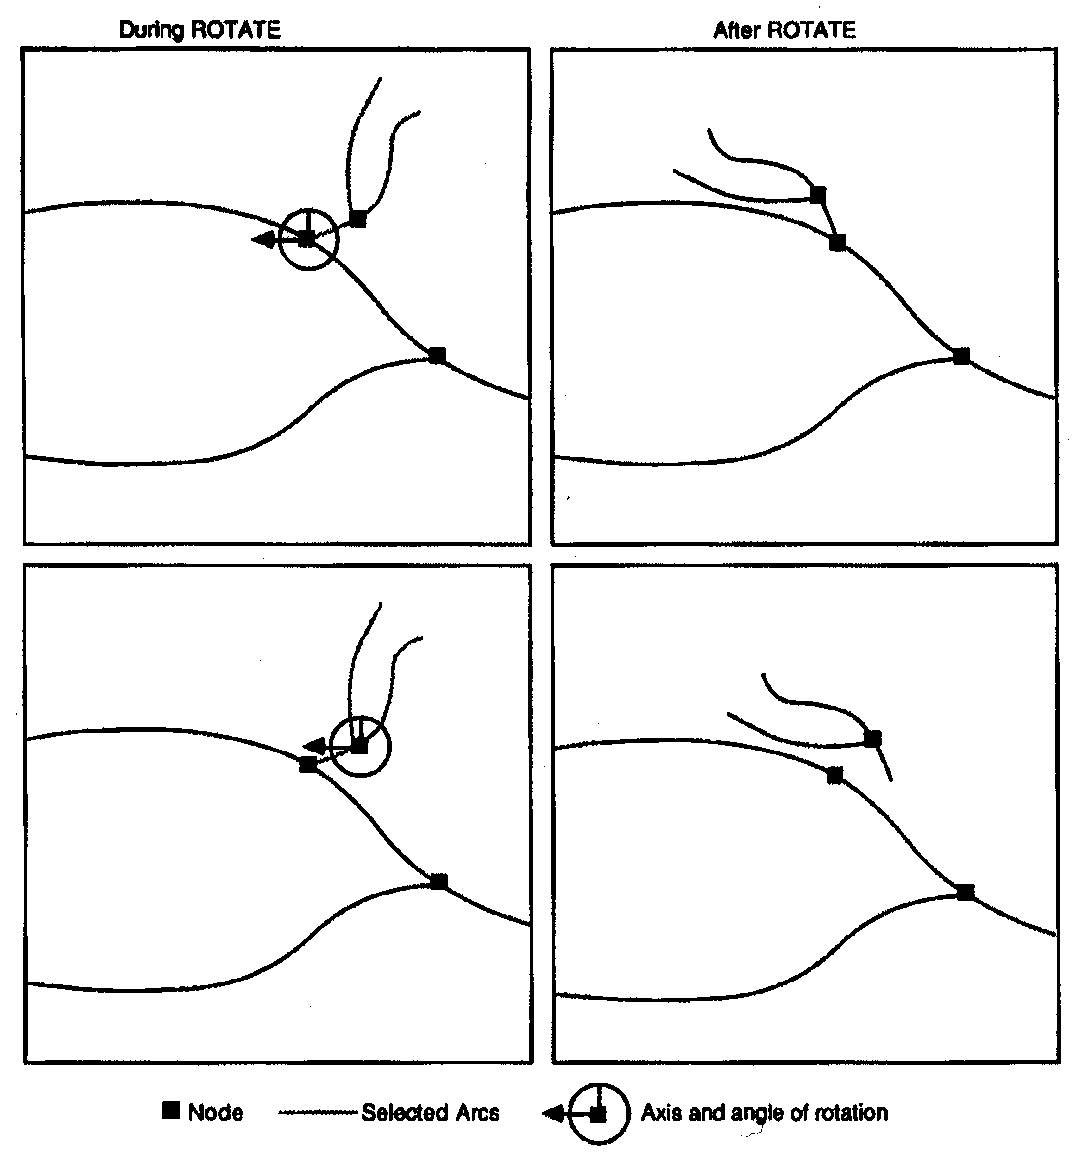 During ROTATE
After ROTATE
Node
Selected Arcs
Axis and angle of rotation